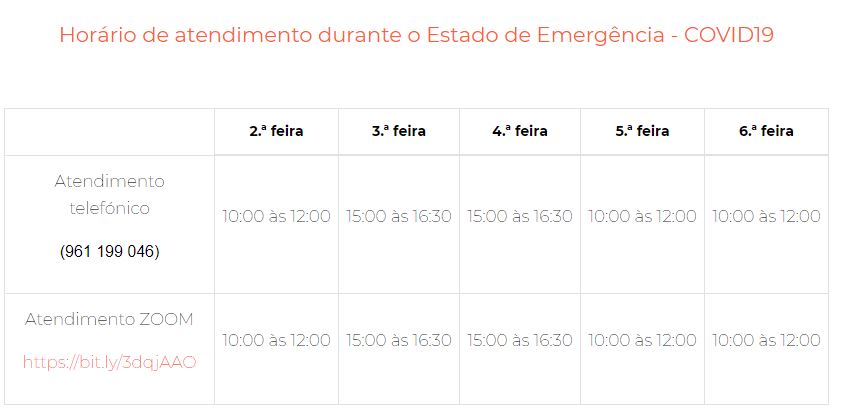 Horário de atendimento durante o Estado de Emergência - COVID19
2.ª feira 3.ª feira 4.ª feira 5.ª feira 6.ª feira
Atendimento
telefónico
(961 199 046)
10:00 às 12:00 15:00 às 16:30 15:00 às 16:30 10:00 às 12:00 10:00 às 12:00
Atendimento ZOOM
https://bit.ly/3dqjAAO
10:00 às 12:00 15:00 às 16:30 15:00 às 16:30 10:00 às 12:00 10:00 às 12:00